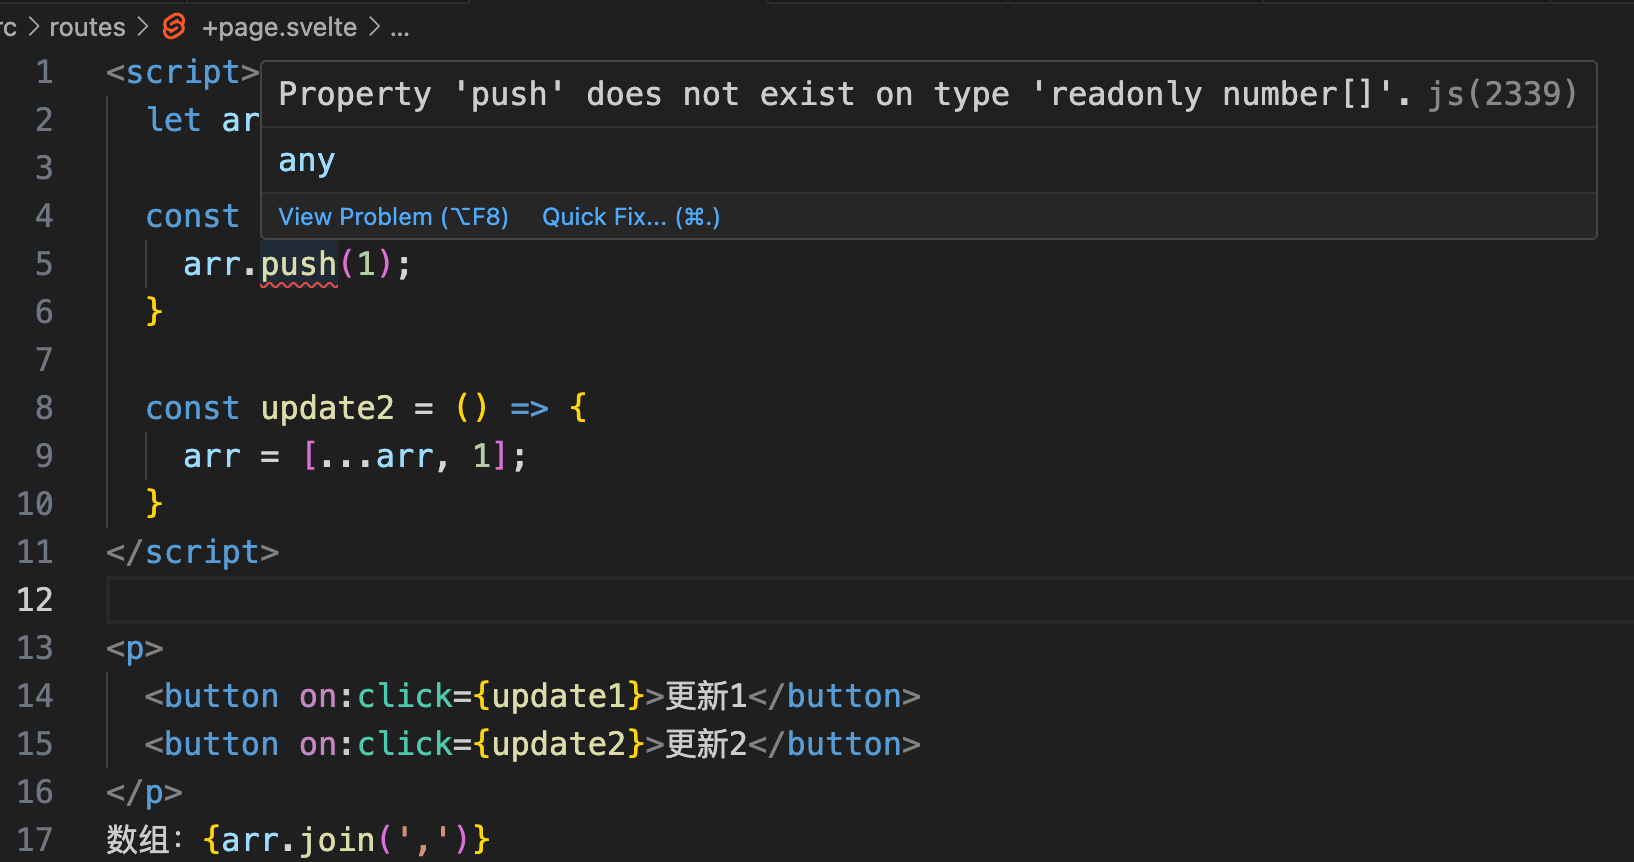 rc > routes > +page.svelte > ...
1 <script>
Property 'push' does not exist on type 'readonly number[]'. js(2339)
2 let ar
any
3
4 const
View Problem (⌥F8) Quick Fix... (⌘.)
5 arr.push(1);
6 }
7
8 const update2 = () => {
9 arr = [...arr, 1];
10 }
11 </script>
12
13 <p>
14 <button on:click={update1}>更新1</button>
15 <button on:click={update2}>更新2</button>
16 </p>
17 数组: {arr.join(',')}